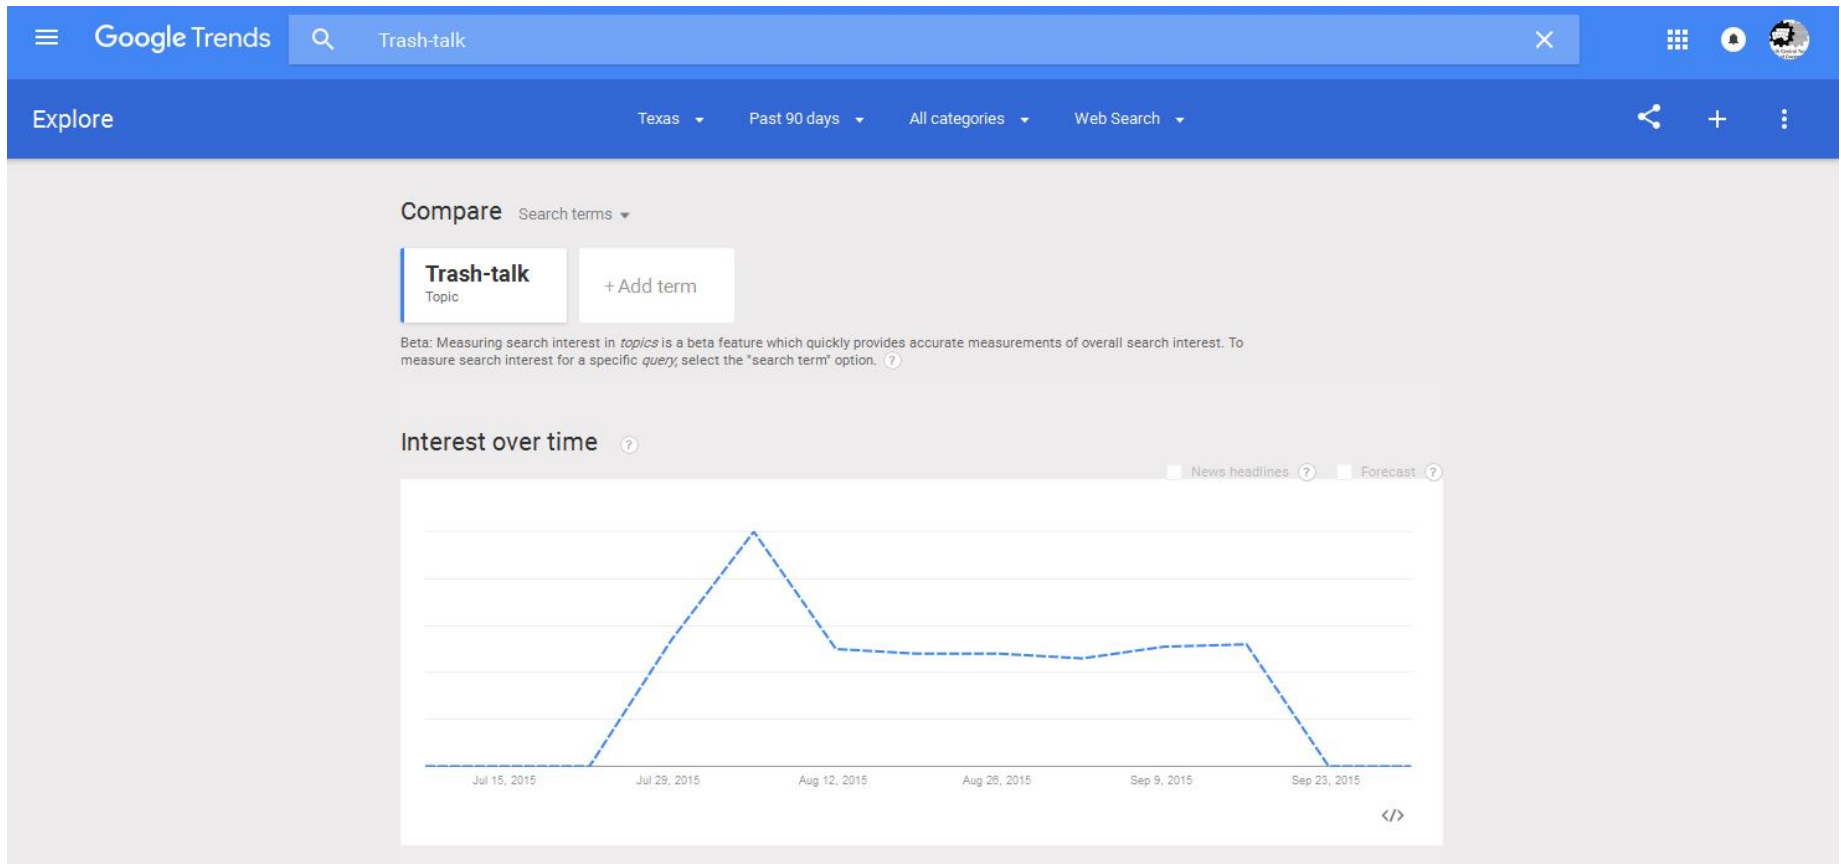 Google Trends
Trash-talk
Explore
Texas
Past 90 days
All categories
Web Search
Compare
Search terms
Trash-talk
Topic
+ Add term
Beta: Measuring search interest in topics is a beta feature which quickly provides accurate measurements of overall search interest. To
measure search interest for a specific query, select the "search term" option. ?
Interest over time ?
News headlines ?
Forecast ?
Jul 15, 2015
Jul 29, 2015
Aug 12, 2015
Aug 26, 2015
Sep 9, 2015
Sep 23, 2015
</>